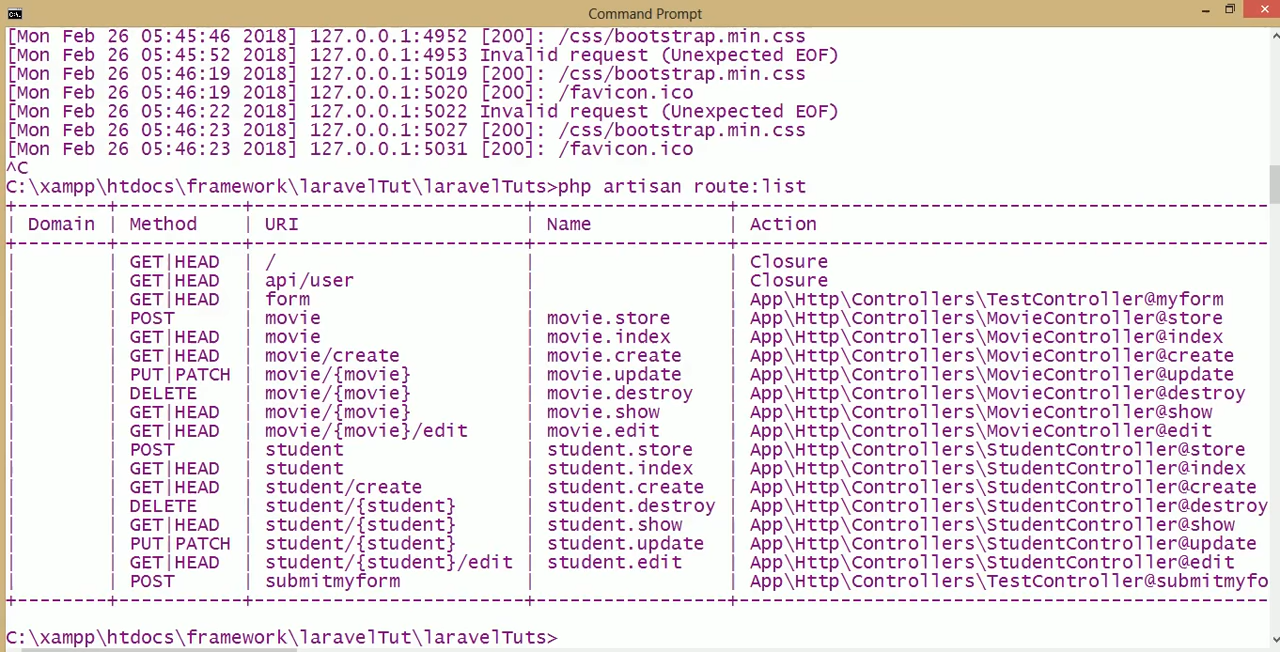 Command Prompt
[Mon Feb 26 05:45:46 2018] 127.0.0.1:4952 [200]: /css/bootstrap.min.css
[Mon Feb 26 05:45:52 2018] 127.0.0.1:4953 Invalid request (Unexpected EOF)
[Mon Feb 26 05:46:19 2018] 127.0.0.1:5019 [200]: /css/bootstrap.min.css
[Mon Feb 26 05:46:19 2018] 127.0.0.1:5020 [200]: /favicon.ico
[Mon Feb 26 05:46:22 2018] 127.0.0.1:5022 Invalid request (Unexpected EOF)
[Mon Feb 26 05:46:23 2018] 127.0.0.1:5027 [200]: /css/bootstrap.min.css
[Mon Feb 26 05:46:23 2018] 127.0.0.1:5031 [200]: /favicon.ico
^C
C:\xampp\htdocs\framework\laravelTut\laravelTuts>php artisan route:list
+--------+-----------+------------------------+-----------------+------------------------------------------------
| Domain | Method    | URI                    | Name            | Action
+--------+-----------+------------------------+-----------------+------------------------------------------------
|        | GET|HEAD  | /                      |                 | Closure
|        | GET|HEAD  | api/user               |                 | Closure
|        | GET|HEAD  | form                   |                 | App\Http\Controllers\TestController@myform
|        | POST      | movie                  | movie.store     | App\Http\Controllers\MovieController@store
|        | GET|HEAD  | movie                  | movie.index     | App\Http\Controllers\MovieController@index
|        | GET|HEAD  | movie/create           | movie.create    | App\Http\Controllers\MovieController@create
|        | PUT|PATCH | movie/{movie}          | movie.update    | App\Http\Controllers\MovieController@update
|        | DELETE    | movie/{movie}          | movie.destroy   | App\Http\Controllers\MovieController@destroy
|        | GET|HEAD  | movie/{movie}          | movie.show      | App\Http\Controllers\MovieController@show
|        | GET|HEAD  | movie/{movie}/edit     | movie.edit      | App\Http\Controllers\MovieController@edit
|        | POST      | student                | student.store   | App\Http\Controllers\StudentController@store
|        | GET|HEAD  | student                | student.index   | App\Http\Controllers\StudentController@index
|        | GET|HEAD  | student/create         | student.create  | App\Http\Controllers\StudentController@create
|        | DELETE    | student/{student}      | student.destroy | App\Http\Controllers\StudentController@destroy
|        | GET|HEAD  | student/{student}      | student.show    | App\Http\Controllers\StudentController@show
|        | PUT|PATCH | student/{student}      | student.update  | App\Http\Controllers\StudentController@update
|        | GET|HEAD  | student/{student}/edit | student.edit    | App\Http\Controllers\StudentController@edit
|        | POST      | submitmyform           |                 | App\Http\Controllers\TestController@submitmyfo
+--------+-----------+------------------------+-----------------+------------------------------------------------
C:\xampp\htdocs\framework\laravelTut\laravelTuts>